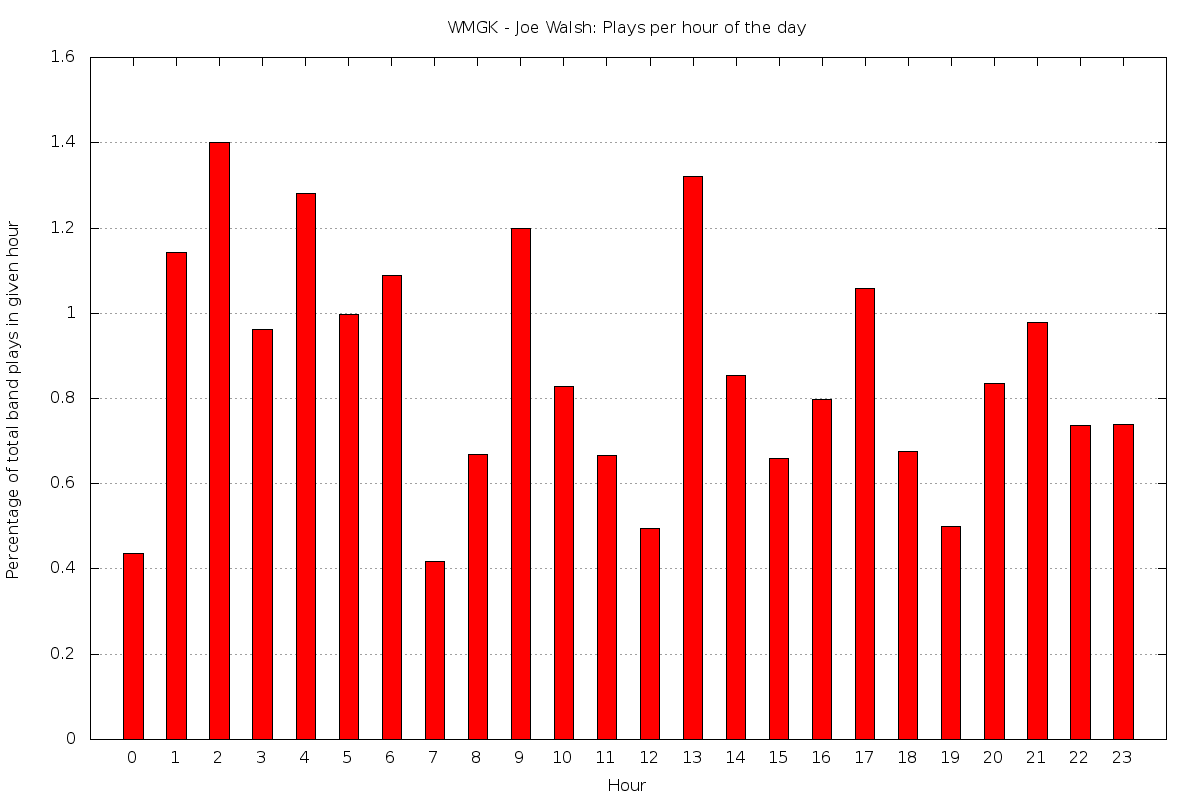 WMGK - Joe Walsh: Plays per hour of the day
1.6
1.4
1.2
1
0.8
0.6
0.4
0.2
0
Percentage of total band plays in given hour
0 1 2 3 4 5 6 7 8 9 10 11 12 13 14 15 16 17 18 19 20 21 22 23
Hour